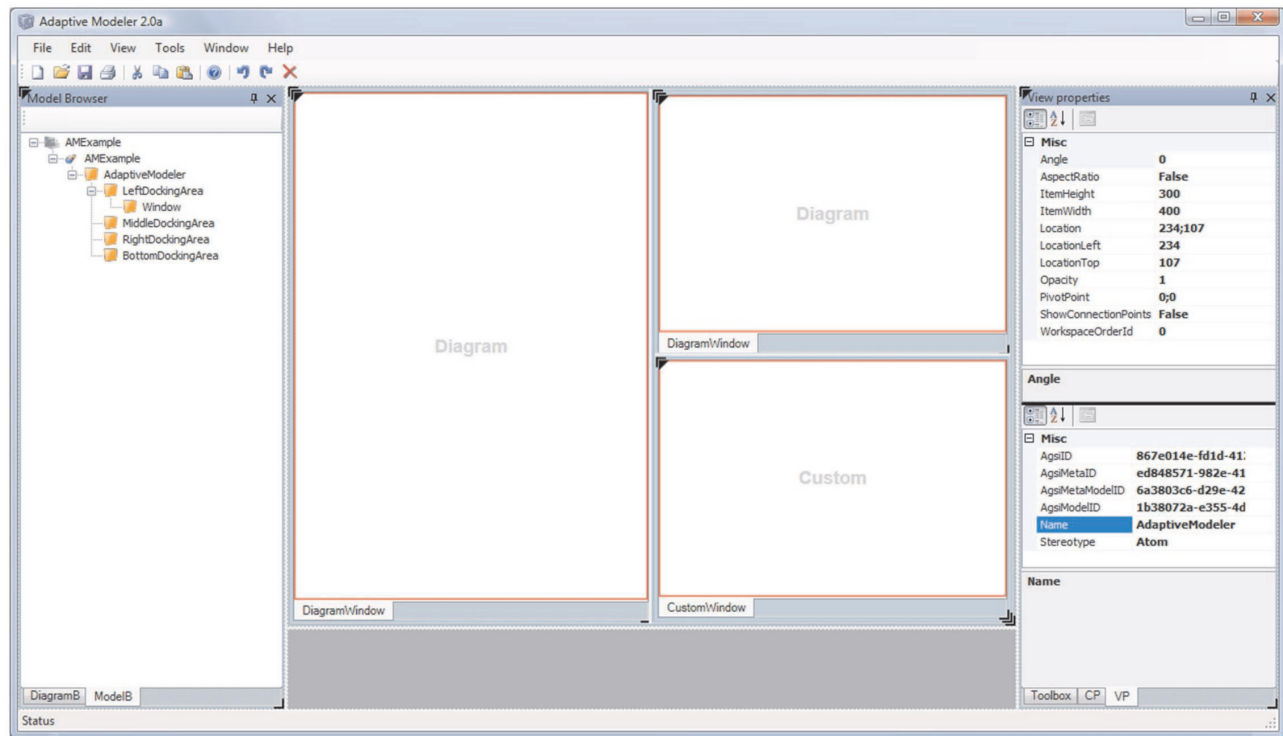 Adaptive Modeler 2.0a
File Edit View Tools Window Help
Model Browser
AMExample
AMExample
AdaptiveModeler
LeftDockingArea
Window
MiddleDockingArea
RightDockingArea
BottomDockingArea
DiagramB ModelB
Diagram
DiagramWindow
Diagram
DiagramWindow
Custom
CustomWindow
View properties
Misc
Angle 0
AspectRatio False
ItemHeight 300
ItemWidth 400
Location 234;107
LocationLeft 234
LocationTop 107
Opacity 1
PivotPoint 0;0
ShowConnectionPoints False
WorkspaceOrderId 0
Angle
Misc
AgsiID 867e014e-fd1d-41
AgsiMetaID ed848571-982e-41
AgsiMetaModelID 6a3803c6-d29e-42
AgsiModelID 1b38072a-e355-4d
Name AdaptiveModeler
Stereotype Atom
Name
Toolbox CP VP
Status